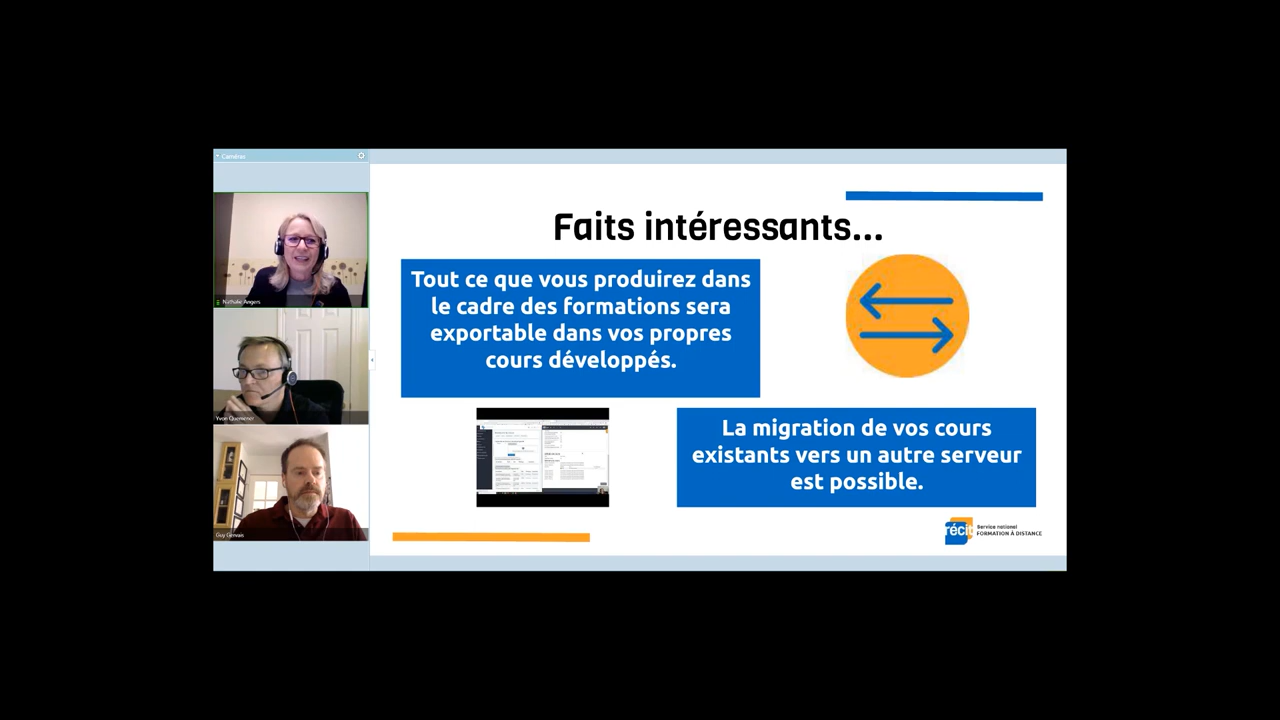 Caméras
Nathalie Angers
Yvon Quemener
Guy Gervais
Faits intéressants...
Tout ce que vous produirez dans
le cadre des formations sera
exportable dans vos propres
cours développés.
La migration de vos cours
existants vers un autre serveur
est possible.
récit
Service national
FORMATION À DISTANCE